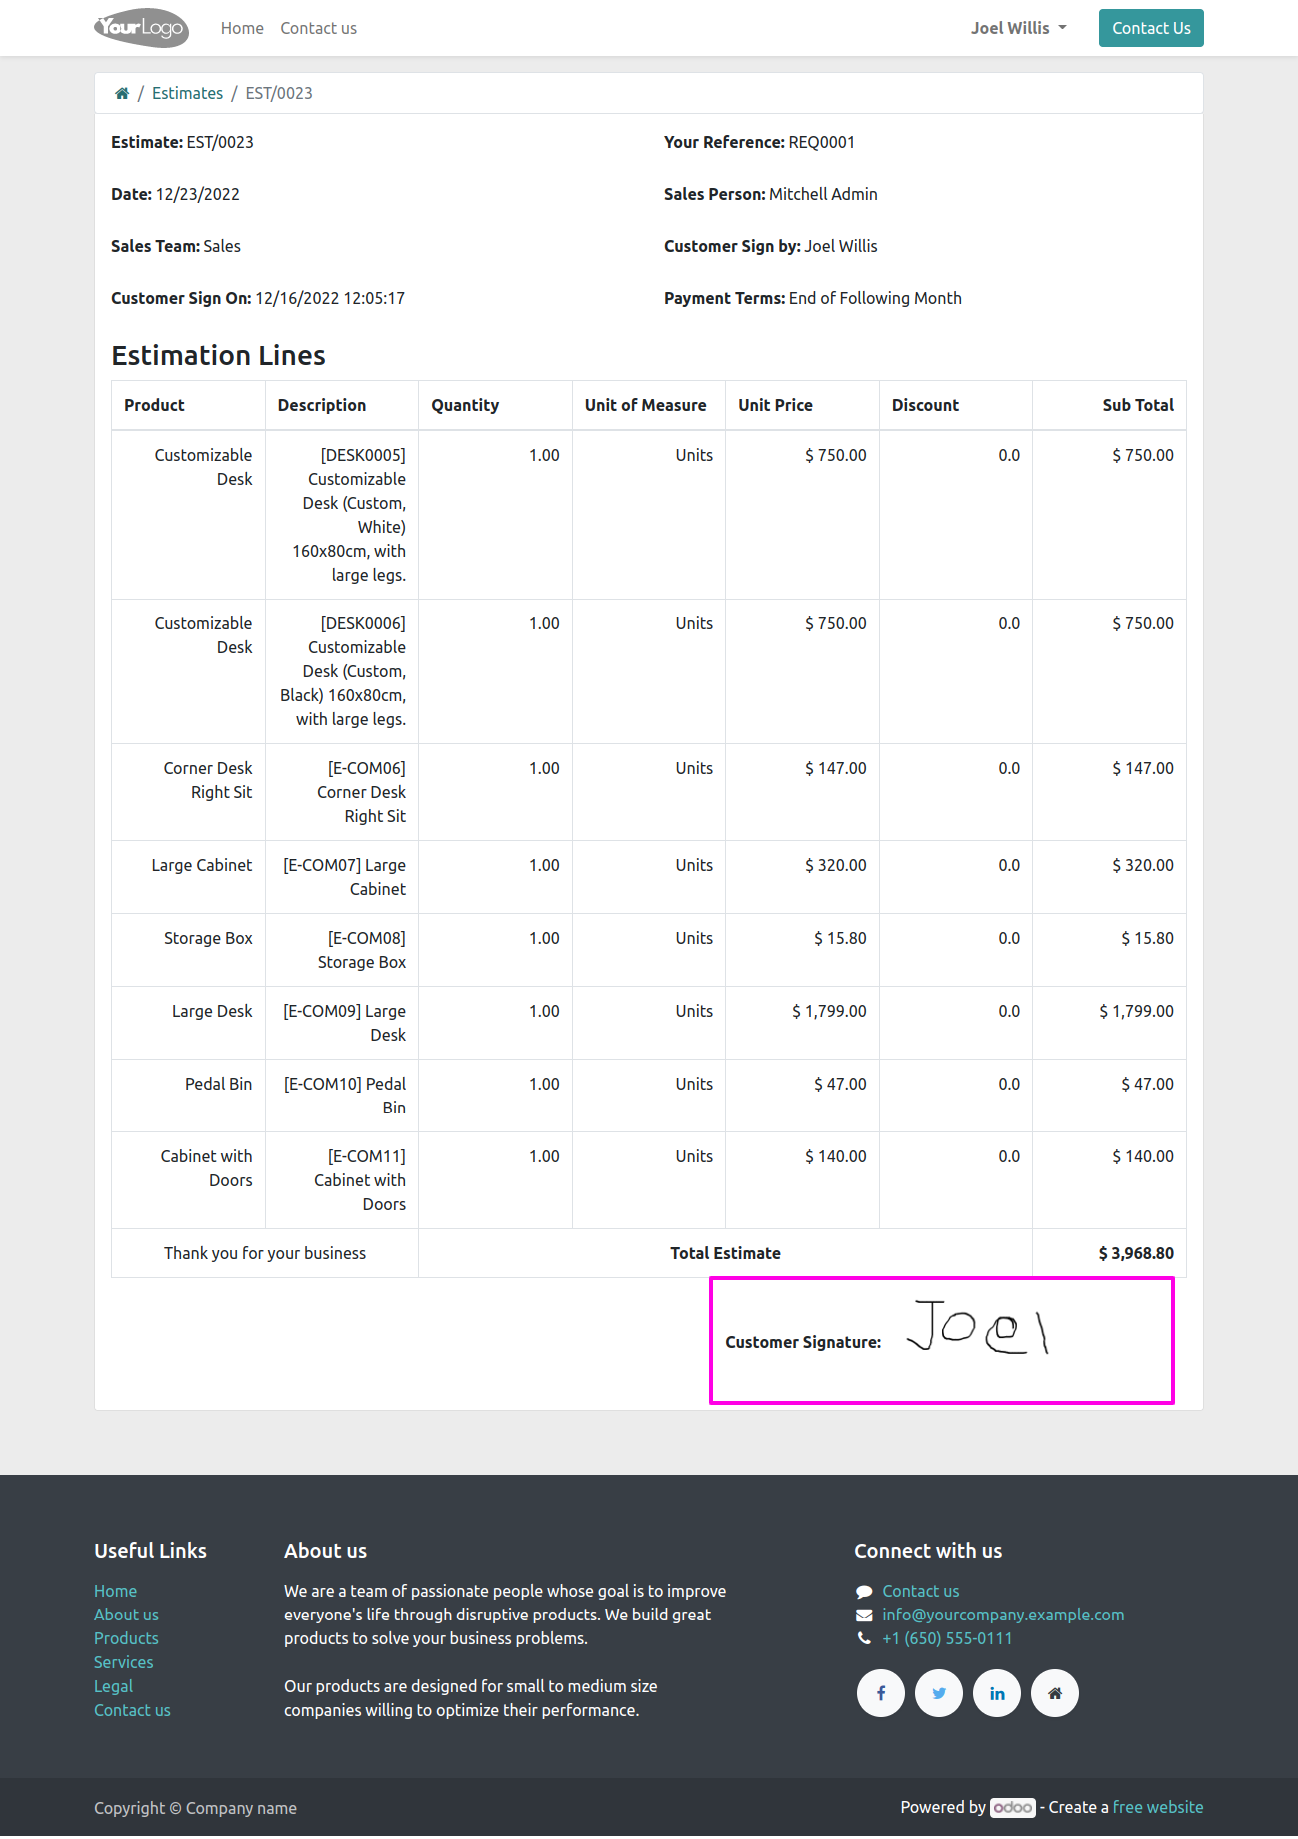 YourLogo Home Contact us Joel Willis Contact Us
/ Estimates / EST/0023
Estimate: EST/0023 Your Reference: REQ0001
Date: 12/23/2022 Sales Person: Mitchell Admin
Sales Team: Sales Customer Sign by: Joel Willis
Customer Sign On: 12/16/2022 12:05:17 Payment Terms: End of Following Month
Estimation Lines
Product Description Quantity Unit of Measure Unit Price Discount Sub Total
Customizable [DESK0005] 1.00 Units $ 750.00 0.0 $ 750.00
Desk Customizable
Desk (Custom,
White)
160x80cm, with
large legs.
Customizable [DESK0006] 1.00 Units $ 750.00 0.0 $ 750.00
Desk Customizable
Desk (Custom,
Black) 160x80cm,
with large legs.
Corner Desk [E-COM06] 1.00 Units $ 147.00 0.0 $ 147.00
Right Sit Corner Desk
Right Sit
Large Cabinet [E-COM07] Large 1.00 Units $ 320.00 0.0 $ 320.00
Cabinet
Storage Box [E-COM08] 1.00 Units $ 15.80 0.0 $ 15.80
Storage Box
Large Desk [E-COM09] Large 1.00 Units $ 1,799.00 0.0 $ 1,799.00
Desk
Pedal Bin [E-COM10] Pedal 1.00 Units $ 47.00 0.0 $ 47.00
Bin
Cabinet with [E-COM11] 1.00 Units $ 140.00 0.0 $ 140.00
Doors Cabinet with
Doors
Thank you for your business Total Estimate $ 3,968.80
Customer Signature: Joel
Useful Links
Home
About us
Products
Services
Legal
Contact us
About us
We are a team of passionate people whose goal is to improve
everyone's life through disruptive products. We build great
products to solve your business problems.
Our products are designed for small to medium size
companies willing to optimize their performance.
Connect with us
Contact us
info@yourcompany.example.com
+1 (650) 555-0111
Copyright © Company name Powered by odoo - Create a free website